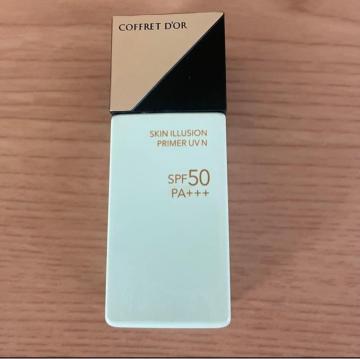 COFFRET D'OR
SKIN ILLUSION
PRIMER UV N
SPF50
PA+++